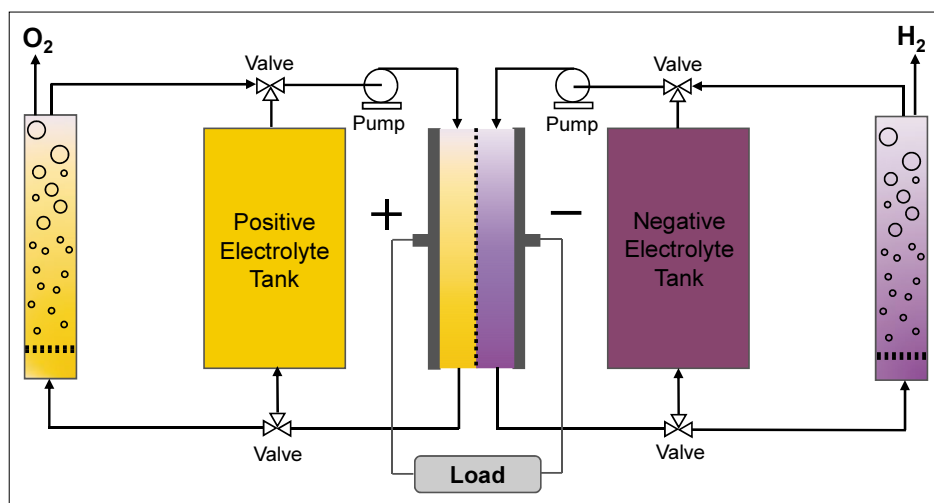 O₂
H₂
Valve
Valve
Pump
Pump
Positive
Electrolyte
Tank
+
−
Negative
Electrolyte
Tank
Valve
Valve
Load